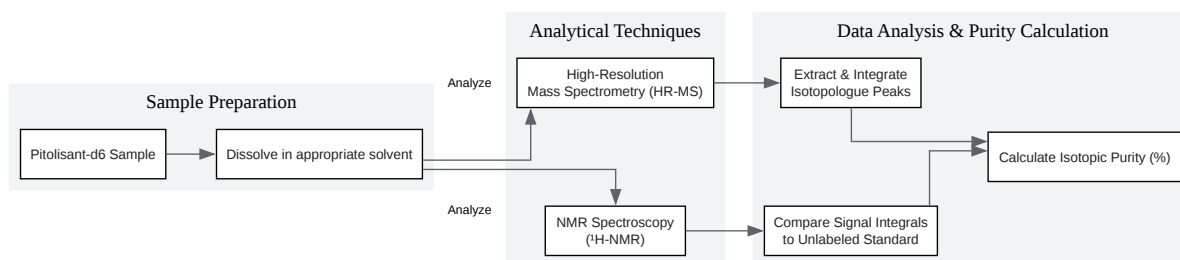 Sample Preparation
Pitolisant-d6 Sample
Dissolve in appropriate solvent
Analyze
Analyze
Analytical Techniques
High-Resolution
Mass Spectrometry (HR-MS)
NMR Spectroscopy
(¹H-NMR)
Data Analysis & Purity Calculation
Extract & Integrate
Isotopologue Peaks
Compare Signal Integrals
to Unlabeled Standard
Calculate Isotopic Purity (%)